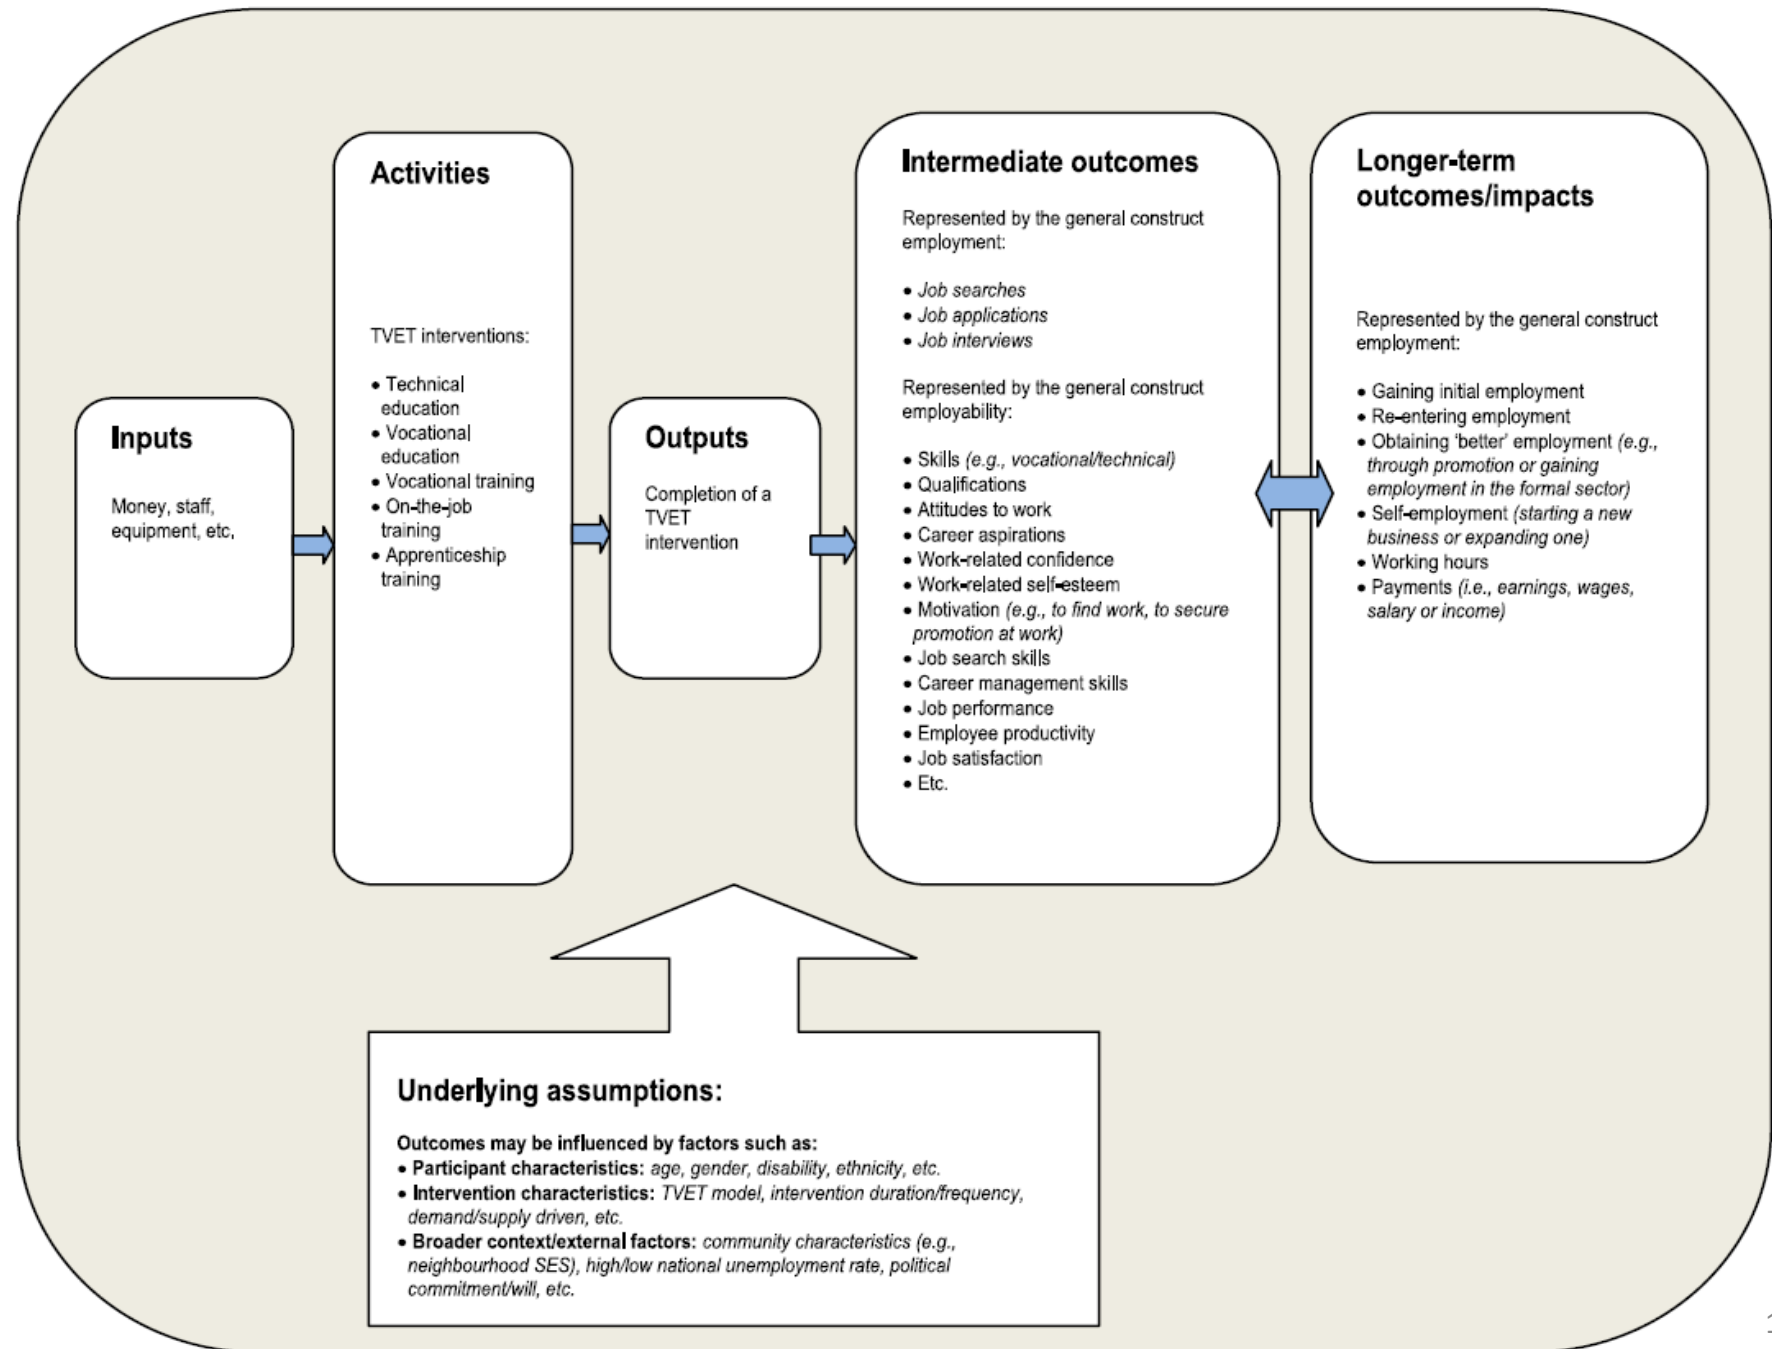 Inputs
Money, staff,
equipment, etc.
Activities
TVET interventions:
• Technical
education
• Vocational
education
• Vocational training
• On-the-job
training
• Apprenticeship
training
Outputs
Completion of a
TVET
intervention
Intermediate outcomes
Represented by the general construct
employment:
• Job searches
• Job applications
• Job interviews
Represented by the general construct
employability:
• Skills (e.g., vocational/technical)
• Qualifications
• Attitudes to work
• Career aspirations
• Work-related confidence
• Work-related self-esteem
• Motivation (e.g., to find work, to secure
promotion at work)
• Job search skills
• Career management skills
• Job performance
• Employee productivity
• Job satisfaction
• Etc.
Longer-term
outcomes/impacts
Represented by the general construct
employment:
• Gaining initial employment
• Re-entering employment
• Obtaining ‘better’ employment (e.g.,
through promotion or gaining
employment in the formal sector)
• Self-employment (starting a new
business or expanding one)
• Working hours
• Payments (i.e., earnings, wages,
salary or income)
Underlying assumptions:
Outcomes may be influenced by factors such as:
• Participant characteristics: age, gender, disability, ethnicity, etc.
• Intervention characteristics: TVET model, intervention duration/frequency,
demand/supply driven, etc.
• Broader context/external factors: community characteristics (e.g.,
neighbourhood SES), high/low national unemployment rate, political
commitment/will, etc.